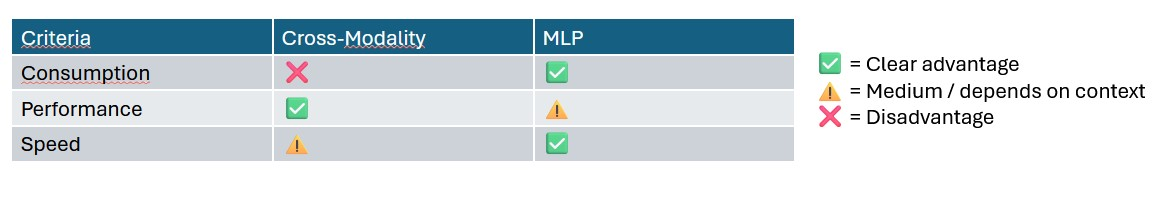 Criteria Cross-Modality MLP
Consumption ❌ ✅
Performance ✅ ⚠️
Speed ⚠️ ✅
✅ = Clear advantage
⚠️ = Medium / depends on context
❌ = Disadvantage